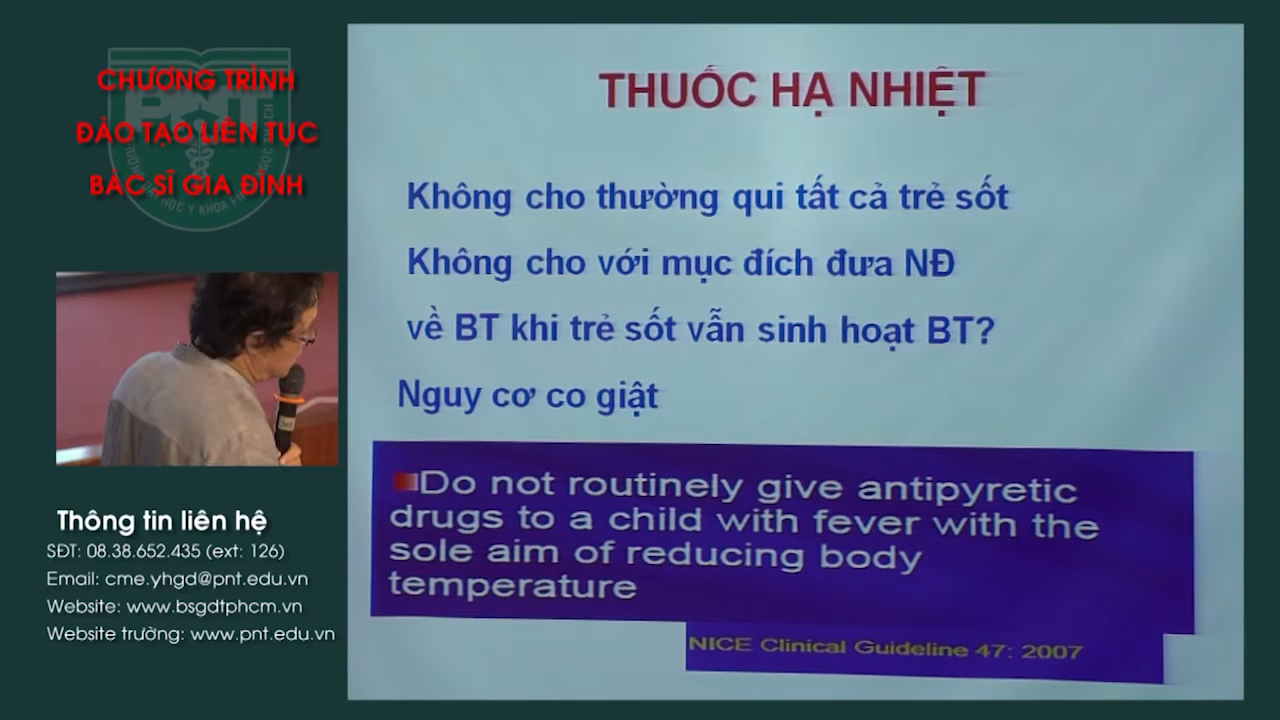 CHƯƠNG TRÌNH
ĐÀO TẠO LIÊN TỤC
BÁC SĨ GIA ĐÌNH
PNT
Thông tin liên hệ
SĐT: 08.38.652.435 (ext: 126)
Email: cme.yhgd@pnt.edu.vn
Website: www.bsgdtphcm.vn
Website trường: www.pnt.edu.vn
THUỐC HẠ NHIỆT
Không cho thường qui tất cả trẻ sốt
Không cho với mục đích đưa NĐ
về BT khi trẻ sốt vẫn sinh hoạt BT?
Nguy cơ co giật
Do not routinely give antipyretic
drugs to a child with fever with the
sole aim of reducing body
temperature
NICE Clinical Guideline 47: 2007